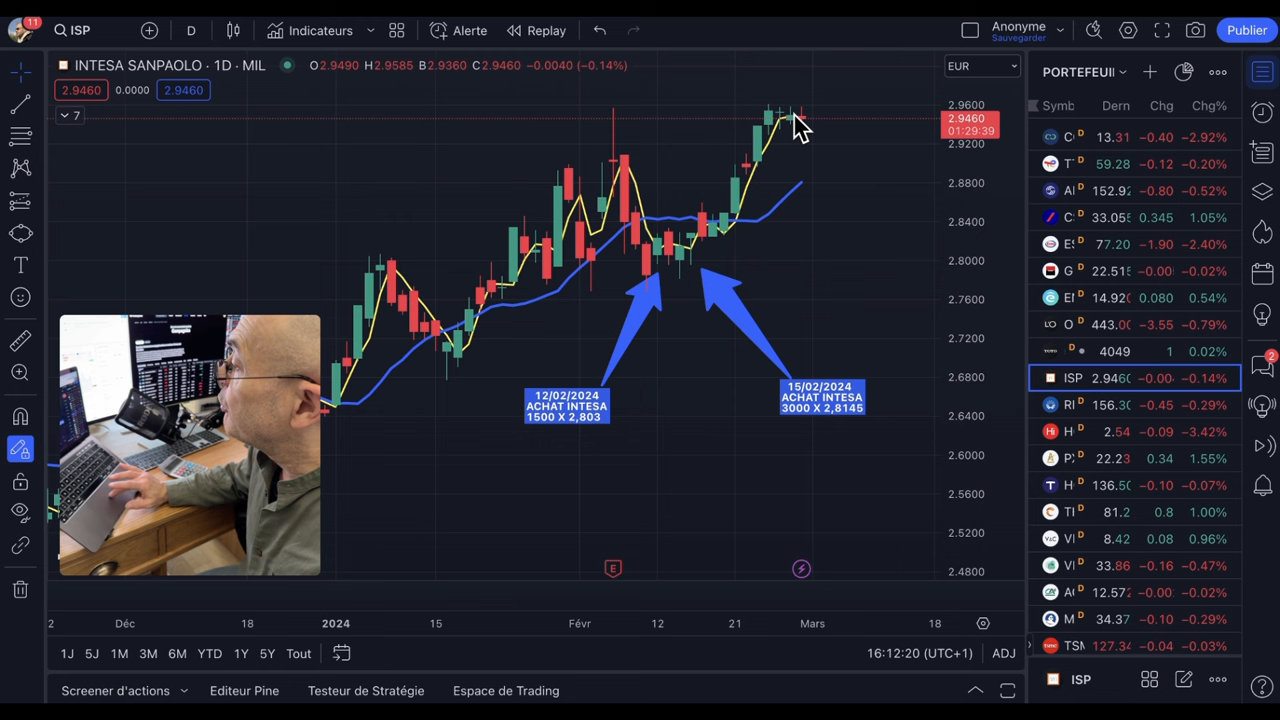 11
ISP
D
Indicateurs
Alerte
Replay
Anonyme
Sauvegarder
Publier
INTESA SANPAOLO · 1D · MIL
O2.9490 H2.9585 B2.9360 C2.9460 −0.0040 (−0.14%)
EUR
2.9460 0.0000 2.9460
7
2.9600
2.9460
01:29:39
2.9200
2.8800
2.8400
2.8000
2.7600
2.7200
2.6800
2.6400
2.6000
2.5600
2.5200
2.4800
12/02/2024
ACHAT INTESA
1500 X 2,803
15/02/2024
ACHAT INTESA
3000 X 2,8145
E
2 Déc 18 2024 15 Févr 12 21 Mars 18
1J 5J 1M 3M 6M YTD 1Y 5Y Tout
16:12:20 (UTC+1) ADJ
Screener d'actions Editeur Pine Testeur de Stratégie Espace de Trading
PORTEFEUII
Symb Dern Chg Chg%
D 13.31 −0.40 −2.92%
D 59.28 −0.12 −0.20%
D 152.92 −0.80 −0.52%
D 33.055 0.345 1.05%
D 77.20 −1.90 −2.40%
D 22.515 −0.00 −0.02%
D 14.920 0.080 0.54%
D 443.00 −3.55 −0.79%
D 4049 1 0.02%
ISP 2.9460 −0.00 −0.14%
D 156.30 −0.45 −0.29%
D 2.54 −0.09 −3.42%
D 22.23 0.34 1.55%
D 136.50 −0.10 −0.07%
D 81.2 0.8 1.00%
D 8.42 0.08 0.96%
D 33.86 −0.16 −0.47%
D 12.572 −0.00 −0.02%
D 34.37 −0.10 −0.29%
TSM 127.34 −0.04 −0.03%
ISP
2